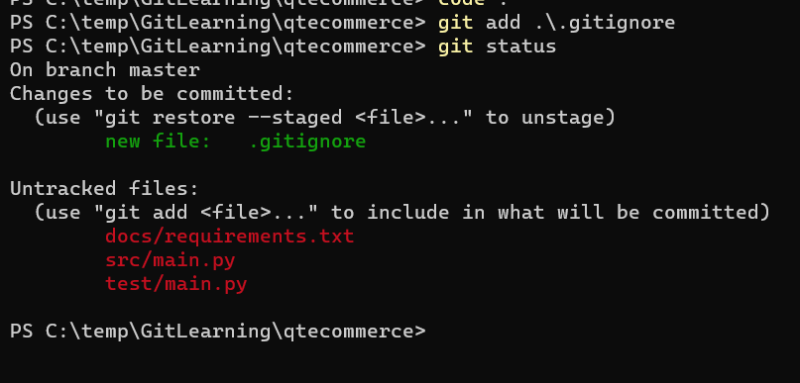 PS C:\temp\GitLearning\qtecommerce> code .
PS C:\temp\GitLearning\qtecommerce> git add .\.gitignore
PS C:\temp\GitLearning\qtecommerce> git status
On branch master
Changes to be committed:
  (use "git restore --staged <file>..." to unstage)
        new file:   .gitignore

Untracked files:
  (use "git add <file>..." to include in what will be committed)
        docs/requirements.txt
        src/main.py
        test/main.py

PS C:\temp\GitLearning\qtecommerce>